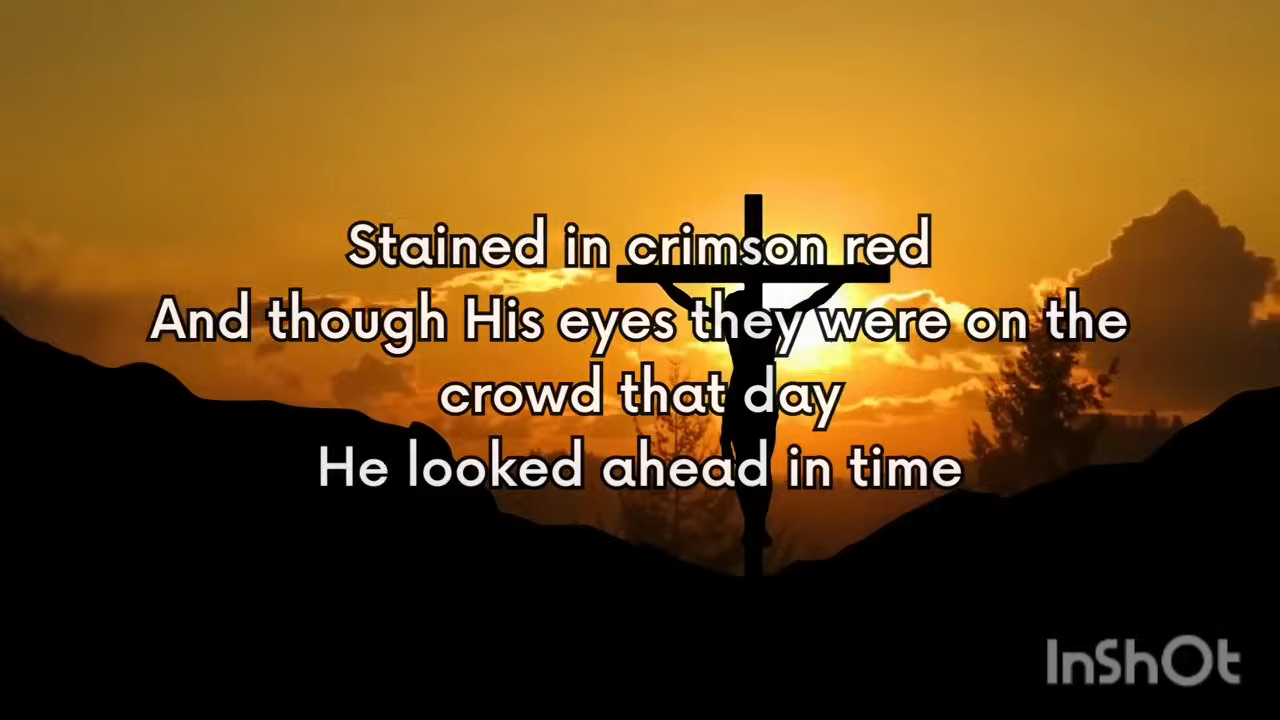 Stained in crimson red
And though His eyes they were on the
crowd that day
He looked ahead in time
InShOt